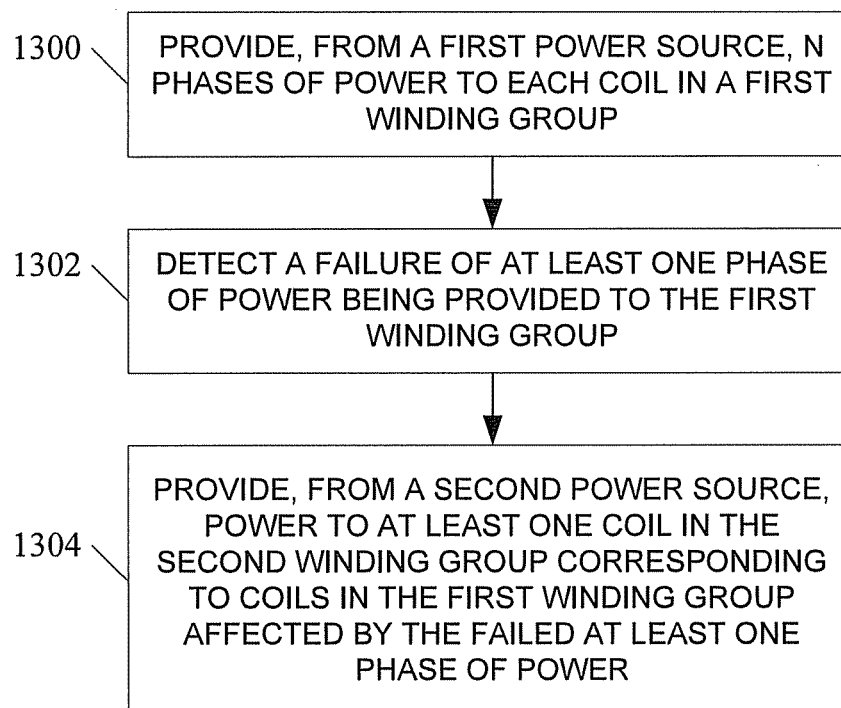 1300
PROVIDE, FROM A FIRST POWER SOURCE, N
PHASES OF POWER TO EACH COIL IN A FIRST
WINDING GROUP
1302
DETECT A FAILURE OF AT LEAST ONE PHASE
OF POWER BEING PROVIDED TO THE FIRST
WINDING GROUP
1304
PROVIDE, FROM A SECOND POWER SOURCE,
POWER TO AT LEAST ONE COIL IN THE
SECOND WINDING GROUP CORRESPONDING
TO COILS IN THE FIRST WINDING GROUP
AFFECTED BY THE FAILED AT LEAST ONE
PHASE OF POWER